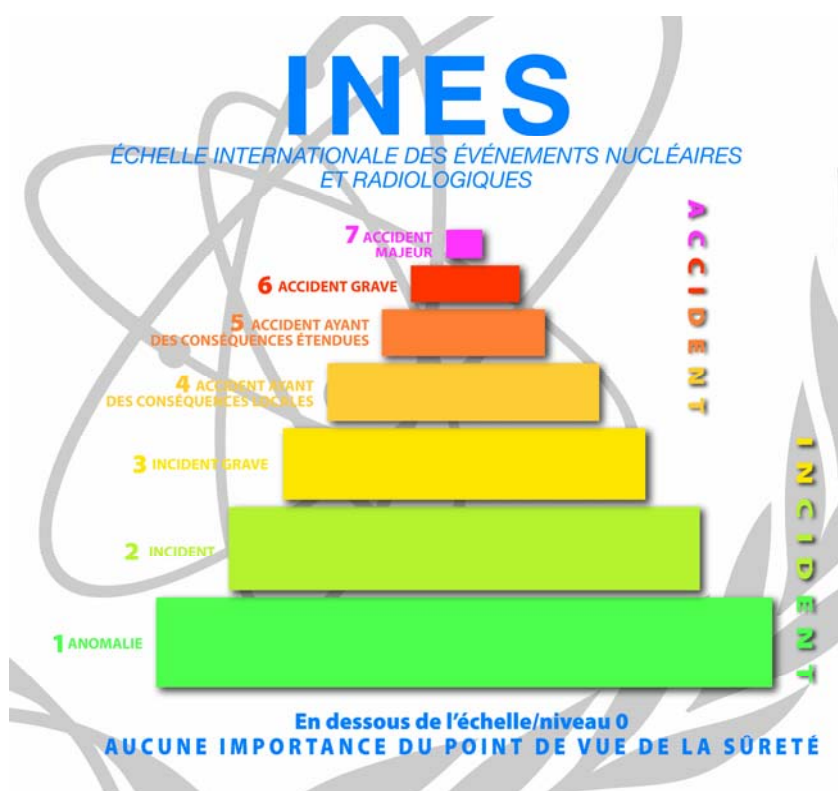 INES
ÉCHELLE INTERNATIONALE DES ÉVÉNEMENTS NUCLÉAIRES
ET RADIOLOGIQUES
7 ACCIDENT
MAJEUR
6 ACCIDENT GRAVE
5 ACCIDENT AYANT
DES CONSÉQUENCES ÉTENDUES
4 ACCIDENT AYANT
DES CONSÉQUENCES LOCALES
3 INCIDENT GRAVE
2 INCIDENT
1 ANOMALIE
ACCIDENT
INCIDENT
En dessous de l'échelle/niveau 0
AUCUNE IMPORTANCE DU POINT DE VUE DE LA SÛRETÉ